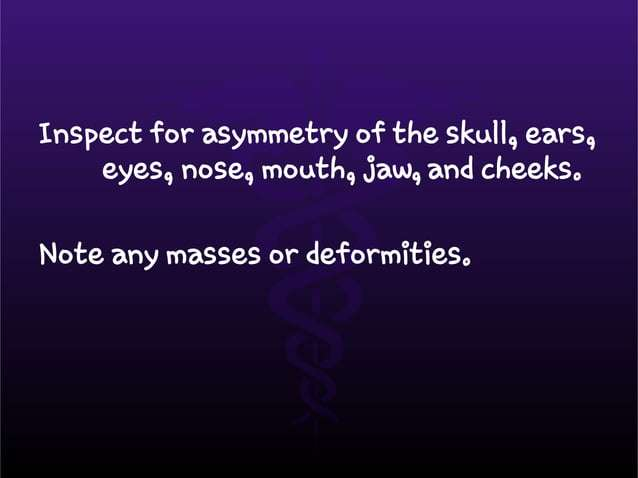 Inspect for asymmetry of the skull, ears,
eyes, nose, mouth, jaw, and cheeks.
Note any masses or deformities.